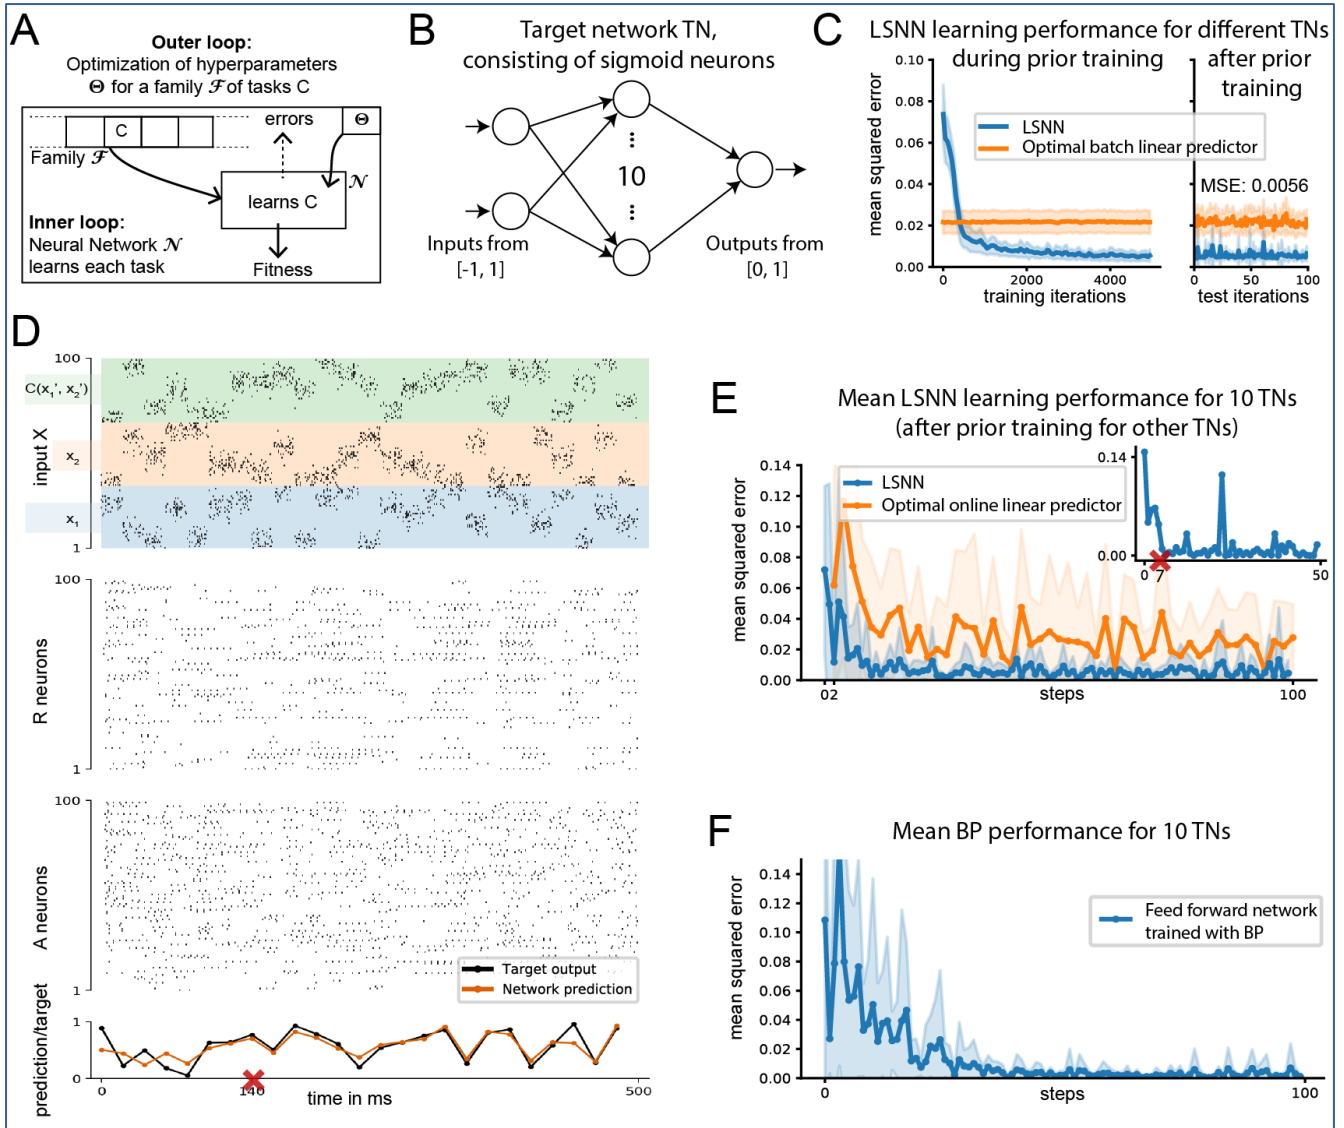 A
Outer loop:
Optimization of hyperparameters
Θ for a family ℱ of tasks C
C
errors
Θ
Family ℱ
𝒩
learns C
Inner loop:
Neural Network 𝒩
learns each task
Fitness
B
Target network TN,
consisting of sigmoid neurons
10
Inputs from
[-1, 1]
Outputs from
[0, 1]
C
LSNN learning performance for different TNs
during prior training
after prior
training
mean squared error
0.10
0.08
0.06
0.04
0.02
0.00
LSNN
Optimal batch linear predictor
MSE: 0.0056
0
2000
4000
training iterations
0
50
100
test iterations
D
input X
100
C(x₁', x₂')
x₂
x₁
1
R neurons
100
1
A neurons
100
1
Target output
Network prediction
prediction/target
1
0
0
140
500
time in ms
E
Mean LSNN learning performance for 10 TNs
(after prior training for other TNs)
mean squared error
0.14
0.12
0.10
0.08
0.06
0.04
0.02
0.00
LSNN
Optimal online linear predictor
0.14
0.00
0
7
50
0
2
steps
100
F
Mean BP performance for 10 TNs
mean squared error
0.14
0.12
0.10
0.08
0.06
0.04
0.02
0.00
Feed forward network
trained with BP
0
steps
100